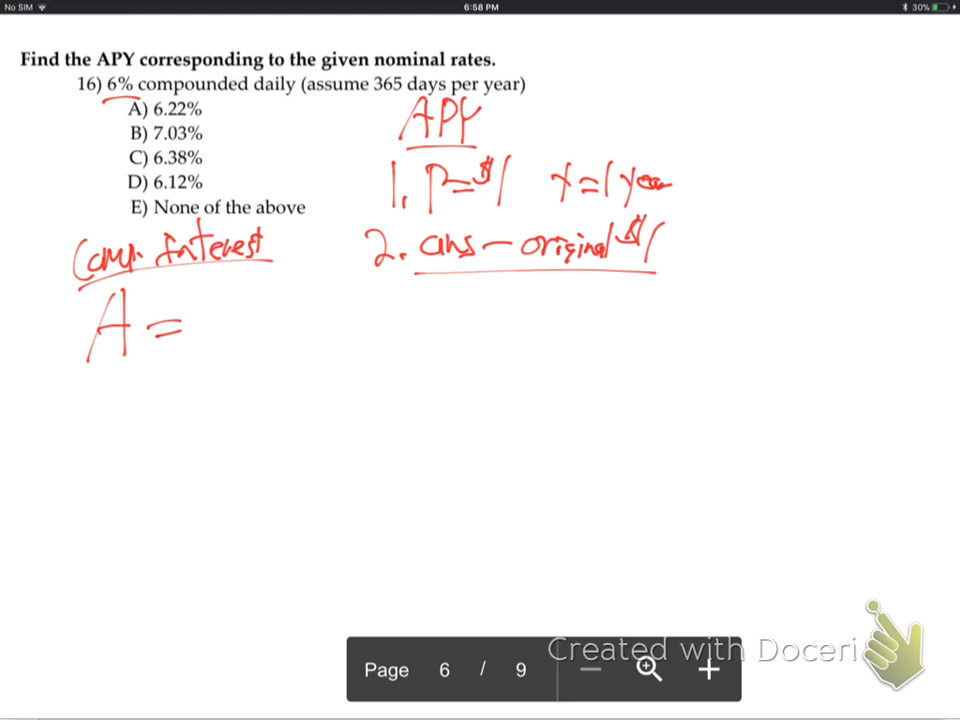 No SIM 6:58 PM 30%
Find the APY corresponding to the given nominal rates.
16) 6% compounded daily (assume 365 days per year)
A) 6.22%
B) 7.03%
C) 6.38%
D) 6.12%
E) None of the above
APY
1. P=$1 t=1 year
2. ans - original $1
Comp. Interest
A =
Created with Doceri
Page 6 / 9